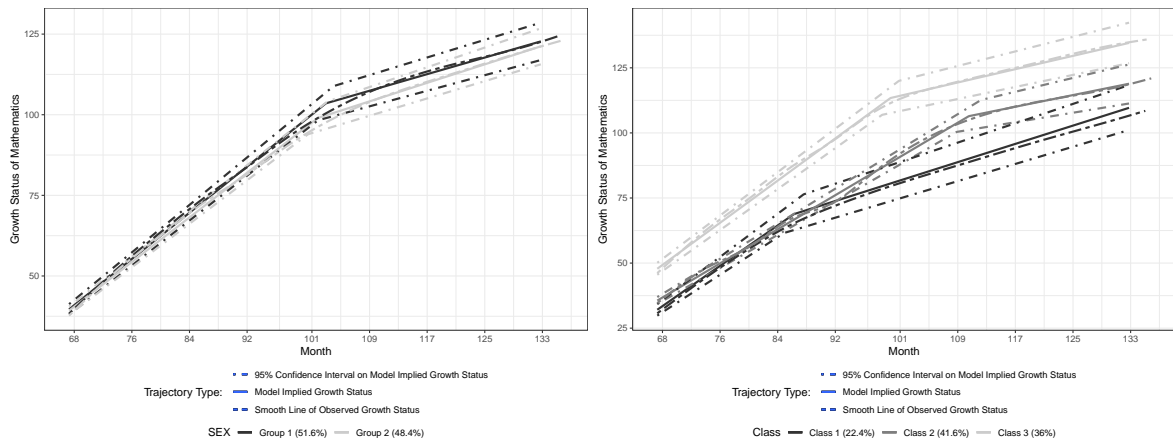 125
100
75
50
Growth Status of Mathematics
68 76 84 92 101 109 117 125 133
Month
Trajectory Type:
95% Confidence Interval on Model Implied Growth Status
Model Implied Growth Status
Smooth Line of Observed Growth Status
SEX Group 1 (51.6%) Group 2 (48.4%)
125
100
75
50
25
Growth Status of Mathematics
68 76 84 92 101 109 117 125 133
Month
Trajectory Type:
95% Confidence Interval on Model Implied Growth Status
Model Implied Growth Status
Smooth Line of Observed Growth Status
Class Class 1 (22.4%) Class 2 (41.6%) Class 3 (36%)